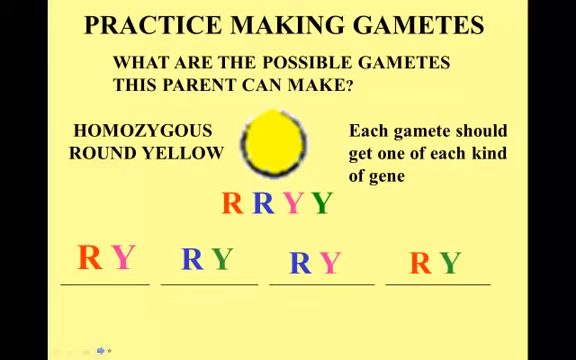 PRACTICE MAKING GAMETES
WHAT ARE THE POSSIBLE GAMETES
THIS PARENT CAN MAKE?
HOMOZYGOUS
ROUND YELLOW
Each gamete should
get one of each kind
of gene
R R Y Y
R Y
R Y
R Y
R Y